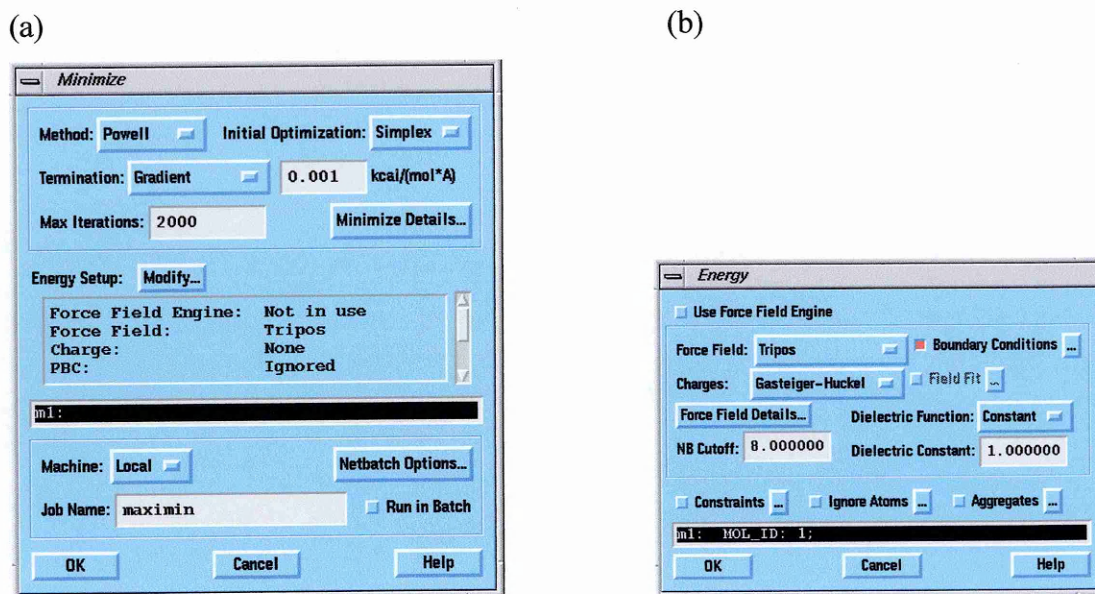 (a)
Minimize
Method: Powell Initial Optimization: Simplex
Termination: Gradient 0.001 kcal/(mol*A)
Max Iterations: 2000 Minimize Details...
Energy Setup: Modify...
Force Field Engine: Not in use
Force Field: Tripos
Charge: None
PBC: Ignored
m1:
Machine: Local Netbatch Options...
Job Name: maximin Run in Batch
OK Cancel Help
(b)
Energy
Use Force Field Engine
Force Field: Tripos Boundary Conditions ...
Charges: Gasteiger-Huckel Field Fit ...
Force Field Details... Dielectric Function: Constant
NB Cutoff: 8.000000 Dielectric Constant: 1.000000
Constraints ... Ignore Atoms ... Aggregates ...
m1: MOL_ID: 1;
OK Cancel Help